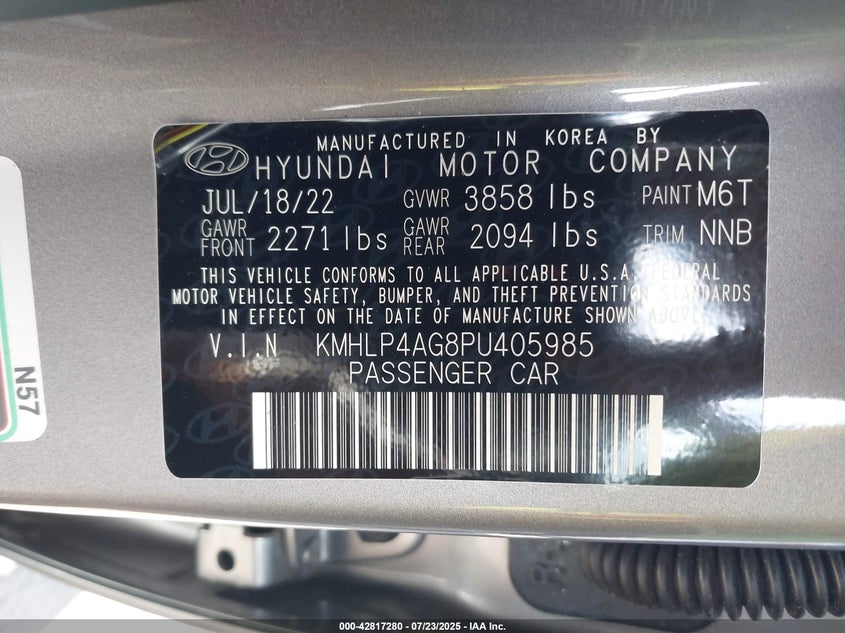 MANUFACTURED IN KOREA BY
HYUNDAI MOTOR COMPANY
JUL/18/22 GVWR 3858 lbs PAINT M6T
GAWR FRONT 2271 lbs GAWR REAR 2094 lbs TRIM NNB
THIS VEHICLE CONFORMS TO ALL APPLICABLE U.S.A. FEDERAL
MOTOR VEHICLE SAFETY, BUMPER, AND THEFT PREVENTION STANDARDS
IN EFFECT ON THE DATE OF MANUFACTURE SHOWN ABOVE
V.I.N KMHLP4AG8PU405985
PASSENGER CAR
N57
000-42817280 - 07/23/2025 - IAA Inc.